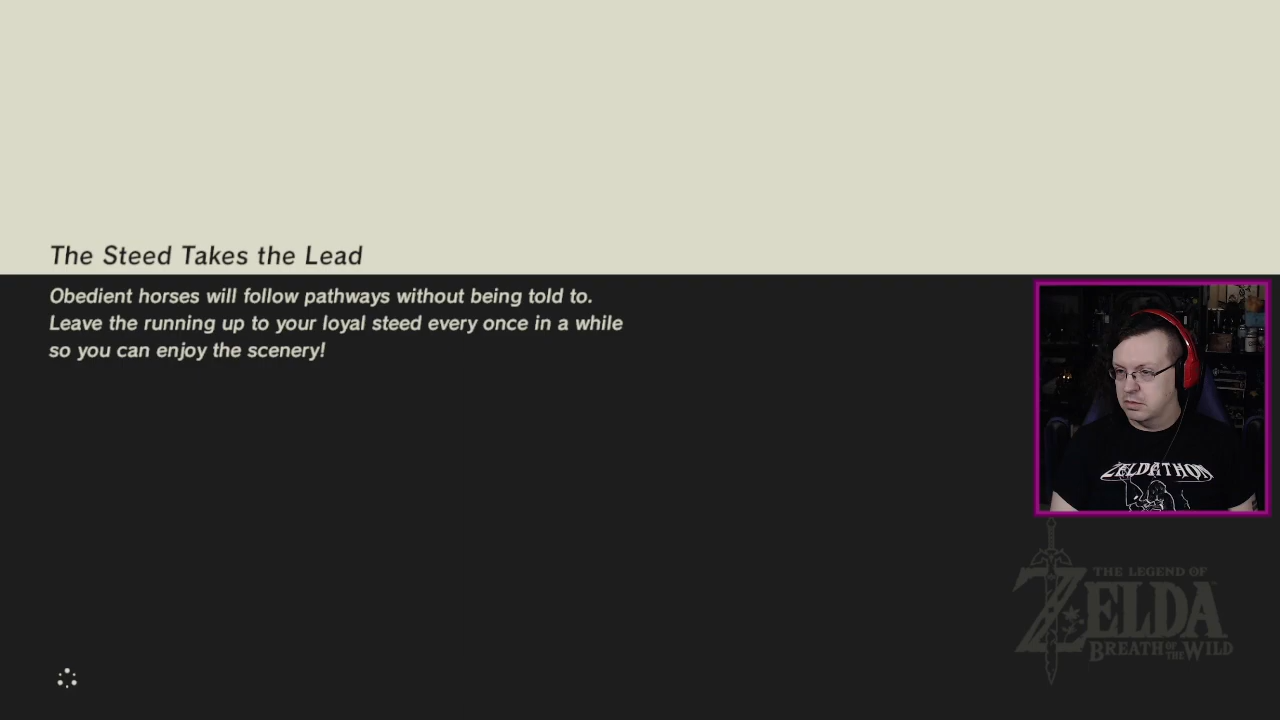 The Steed Takes the Lead
Obedient horses will follow pathways without being told to.
Leave the running up to your loyal steed every once in a while
so you can enjoy the scenery!
ZELDATHON
THE LEGEND OF
ZELDA
BREATH OF THE WILD